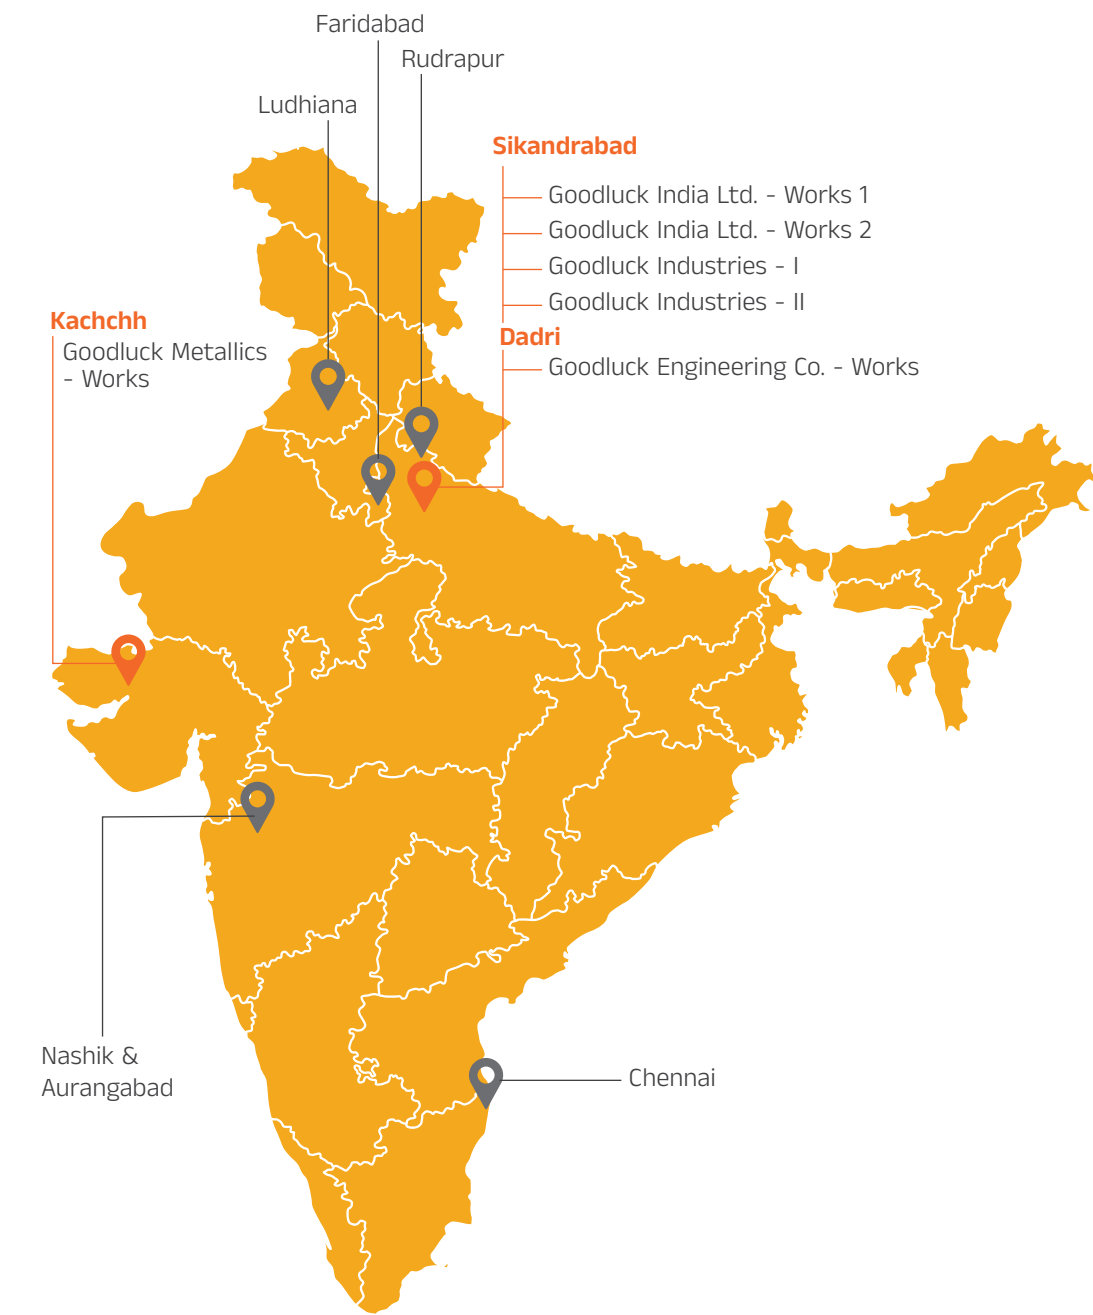 Faridabad
Rudrapur
Ludhiana
Sikandrabad
Goodluck India Ltd. - Works 1
Goodluck India Ltd. - Works 2
Goodluck Industries - I
Goodluck Industries - II
Kachchh
Goodluck Metallics
- Works
Dadri
Goodluck Engineering Co. - Works
Nashik &
Aurangabad
Chennai